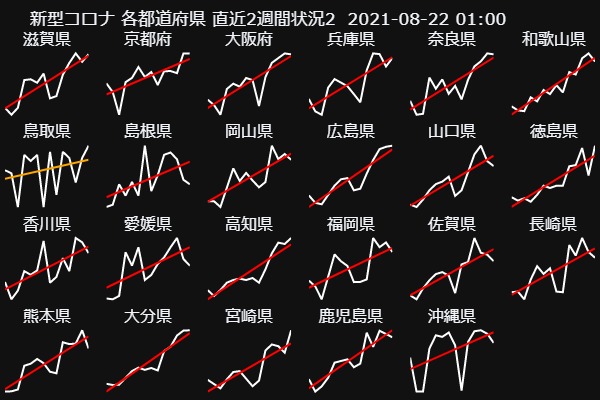 新型コロナ 各都道府県 直近2週間状況2 2021-08-22 01:00
滋賀県 京都府 大阪府 兵庫県 奈良県 和歌山県
鳥取県 島根県 岡山県 広島県 山口県 徳島県
香川県 愛媛県 高知県 福岡県 佐賀県 長崎県
熊本県 大分県 宮崎県 鹿児島県 沖縄県